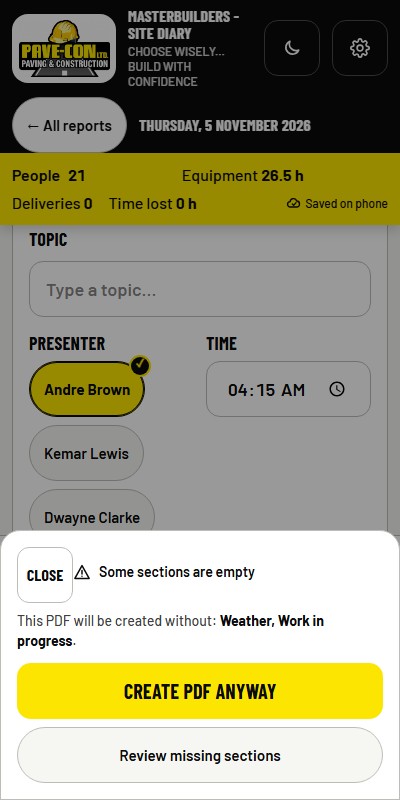 PAVE-CON LTD.
PAVING & CONSTRUCTION
MASTERBUILDERS -
SITE DIARY
CHOOSE WISELY...
BUILD WITH
CONFIDENCE
← All reports
THURSDAY, 5 NOVEMBER 2026
People 21
Equipment 26.5 h
Deliveries 0 Time lost 0 h
Saved on phone
TOPIC
Type a topic...
PRESENTER
TIME
Andre Brown
04:15 AM
Kemar Lewis
Dwayne Clarke
CLOSE
Some sections are empty
This PDF will be created without: Weather, Work in
progress.
CREATE PDF ANYWAY
Review missing sections